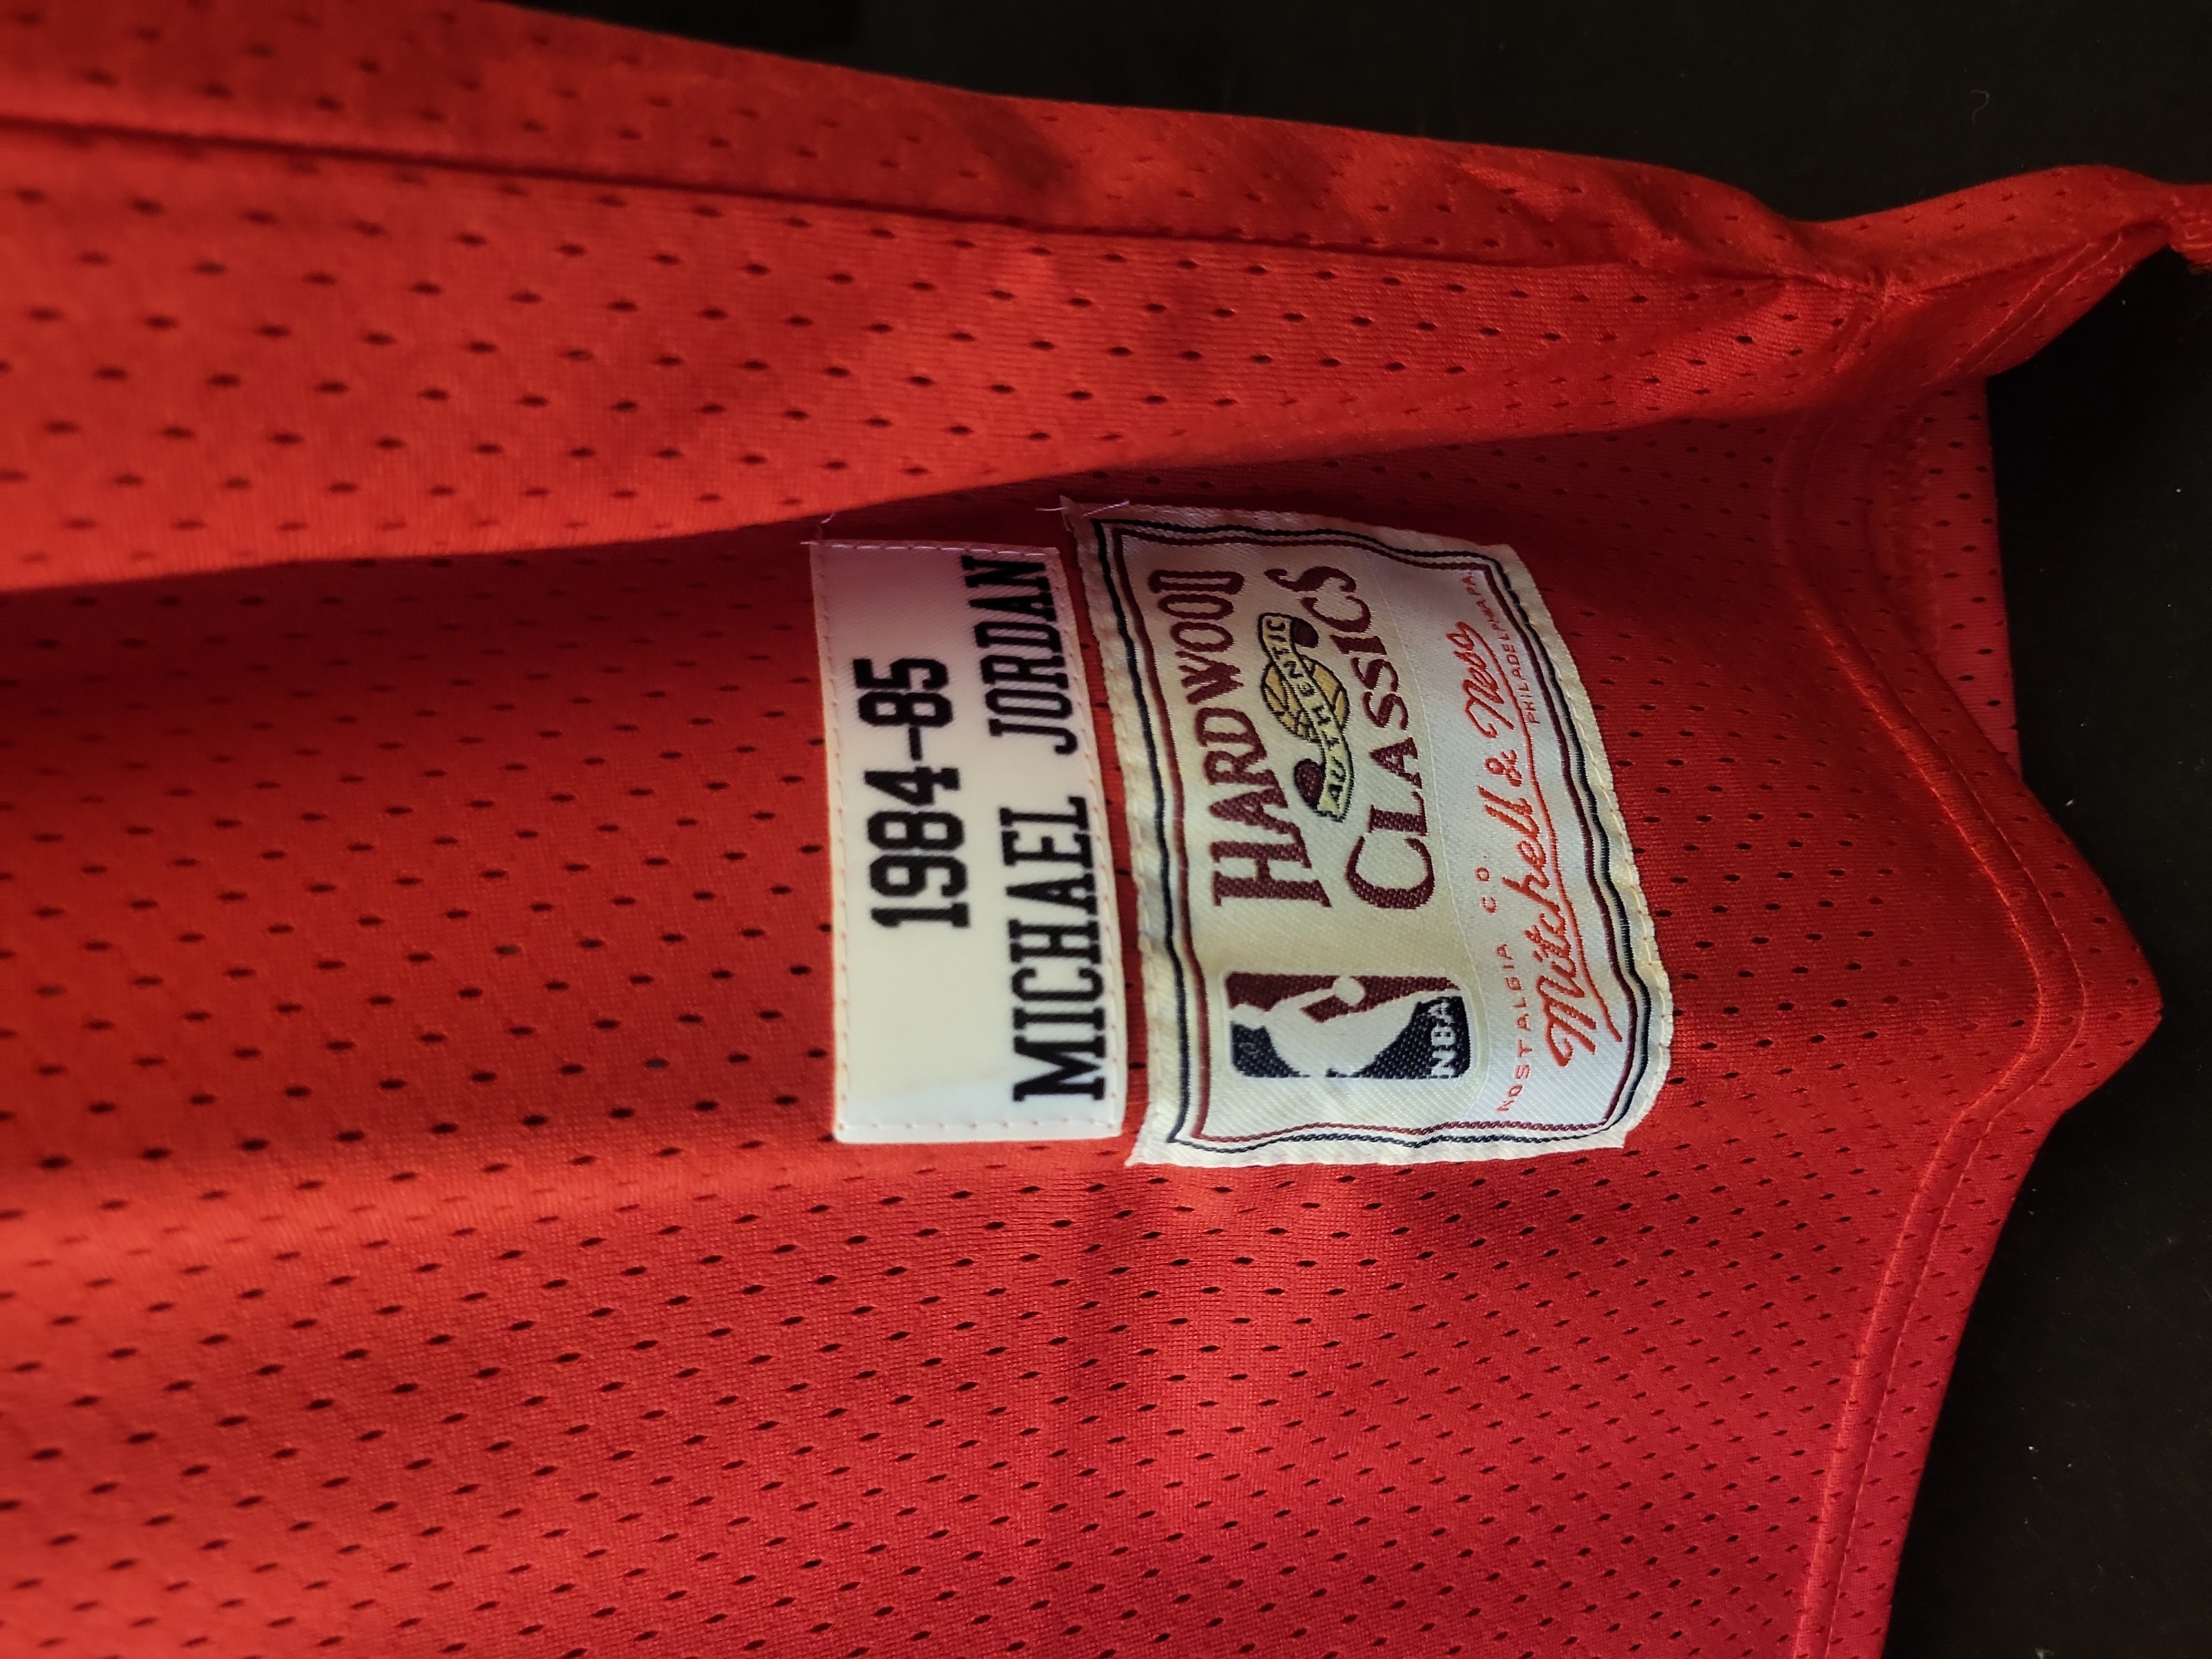 HARDWOOD
AUTHENTIC
CLASSICS
NBA
NOSTALGIA CO.
Mitchell & Ness
PHILADELPHIA PA.
1984-85
MICHAEL JORDAN